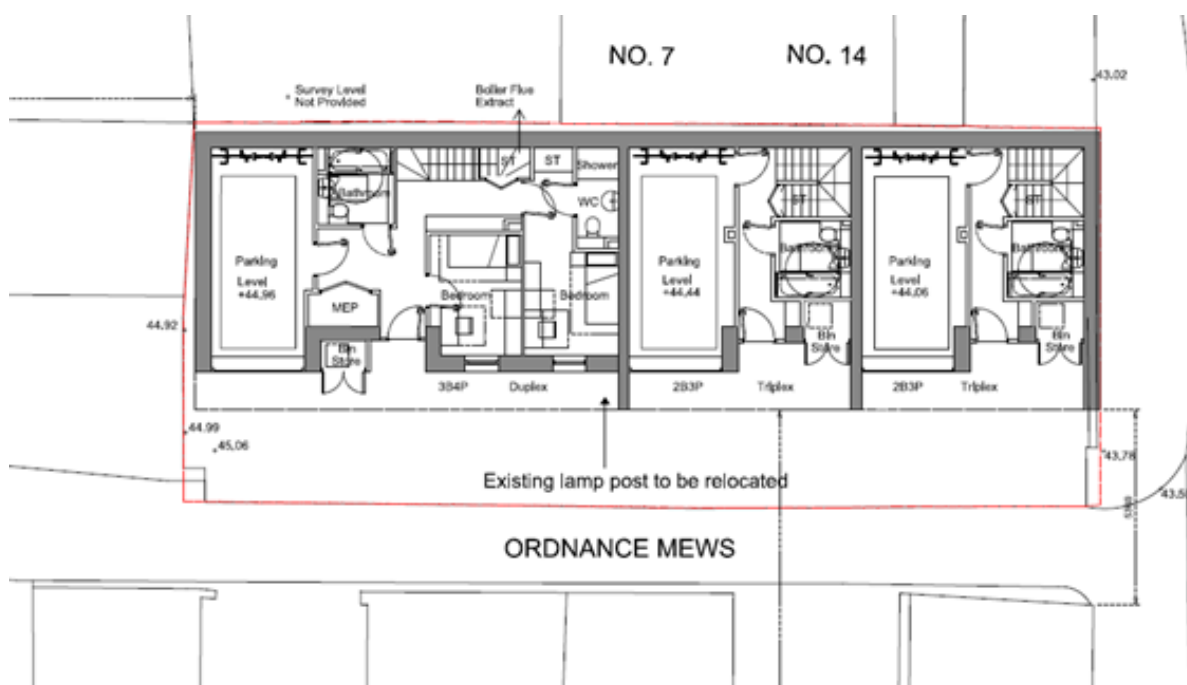 NO. 7
NO. 14
43.02
Survey Level
Not Provided
Boiler Flue
Extract
ST
ST
Shower
Bathroom
WC
ST
ST
Bathroom
Bathroom
Parking
Level
+44,96
Parking
Level
+44,44
Parking
Level
+44,06
MEP
Bedroom
Bedroom
44.92
Bin
Store
Bin
Store
Bin
Store
3B4P
Duplex
2B3P
Triplex
2B3P
Triplex
44.99
45.06
43.78
Existing lamp post to be relocated
ORDNANCE MEWS